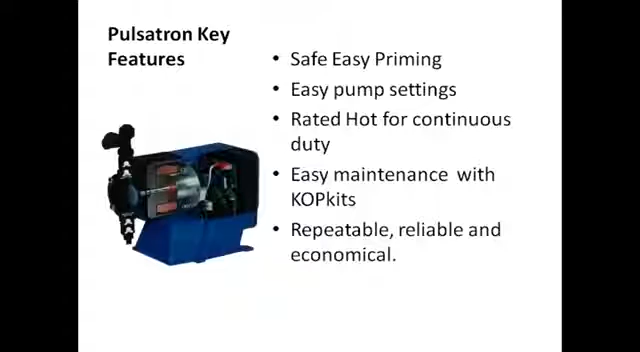 Pulsatron Key
Features
• Safe Easy Priming
• Easy pump settings
• Rated Hot for continuous
duty
• Easy maintenance with
KOPkits
• Repeatable, reliable and
economical.